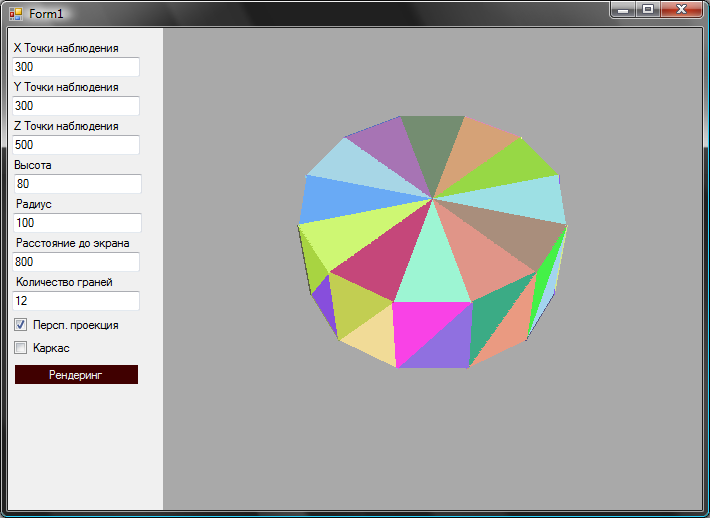 Form1
X Точки наблюдения
300
Y Точки наблюдения
300
Z Точки наблюдения
500
Высота
80
Радиус
100
Расстояние до экрана
800
Количество граней
12
Персп. проекция
Каркас
Рендеринг